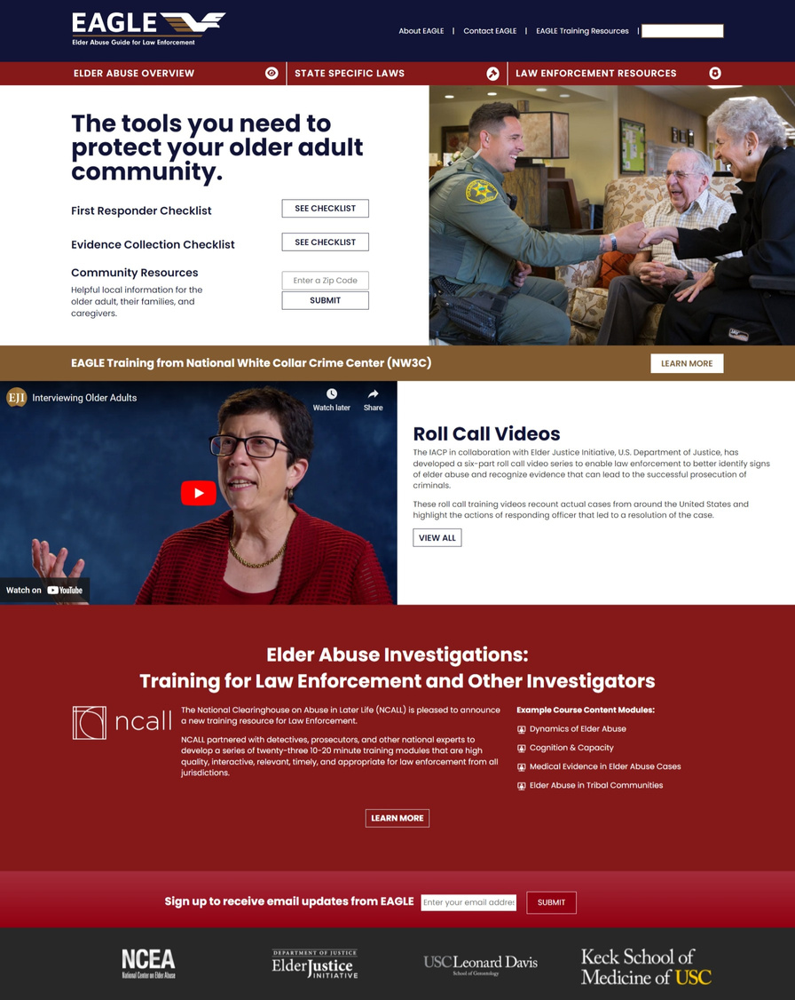 EAGLE
Elder Abuse Guide for Law Enforcement
About EAGLE | Contact EAGLE | EAGLE Training Resources |
ELDER ABUSE OVERVIEW
STATE SPECIFIC LAWS
LAW ENFORCEMENT RESOURCES
The tools you need to
protect your older adult
community.
First Responder Checklist
SEE CHECKLIST
Evidence Collection Checklist
SEE CHECKLIST
Community Resources
Helpful local information for the
older adult, their families, and
caregivers.
Enter a Zip Code
SUBMIT
EAGLE Training from National White Collar Crime Center (NW3C)
LEARN MORE
EJI
Interviewing Older Adults
Watch later
Share
Watch on YouTube
Roll Call Videos
The IACP in collaboration with Elder Justice Initiative, U.S. Department of Justice, has
developed a six-part roll call video series to enable law enforcement to better identify signs
of elder abuse and recognize evidence that can lead to the successful prosecution of
criminals.
These roll call training videos recount actual cases from around the United States and
highlight the actions of responding officer that led to a resolution of the case.
VIEW ALL
Elder Abuse Investigations:
Training for Law Enforcement and Other Investigators
ncall
The National Clearinghouse on Abuse in Later Life (NCALL) is pleased to announce
a new training resource for Law Enforcement.
NCALL partnered with detectives, prosecutors, and other national experts to
develop a series of twenty-three 10-20 minute training modules that are high
quality, interactive, relevant, timely, and appropriate for law enforcement from all
jurisdictions.
Example Course Content Modules:
Dynamics of Elder Abuse
Cognition & Capacity
Medical Evidence in Elder Abuse Cases
Elder Abuse in Tribal Communities
LEARN MORE
Sign up to receive email updates from EAGLE
Enter your email addres
SUBMIT
NCEA
National Center on Elder Abuse
DEPARTMENT OF JUSTICE
ElderJustice
INITIATIVE
USC Leonard Davis
School of Gerontology
Keck School of
Medicine of USC